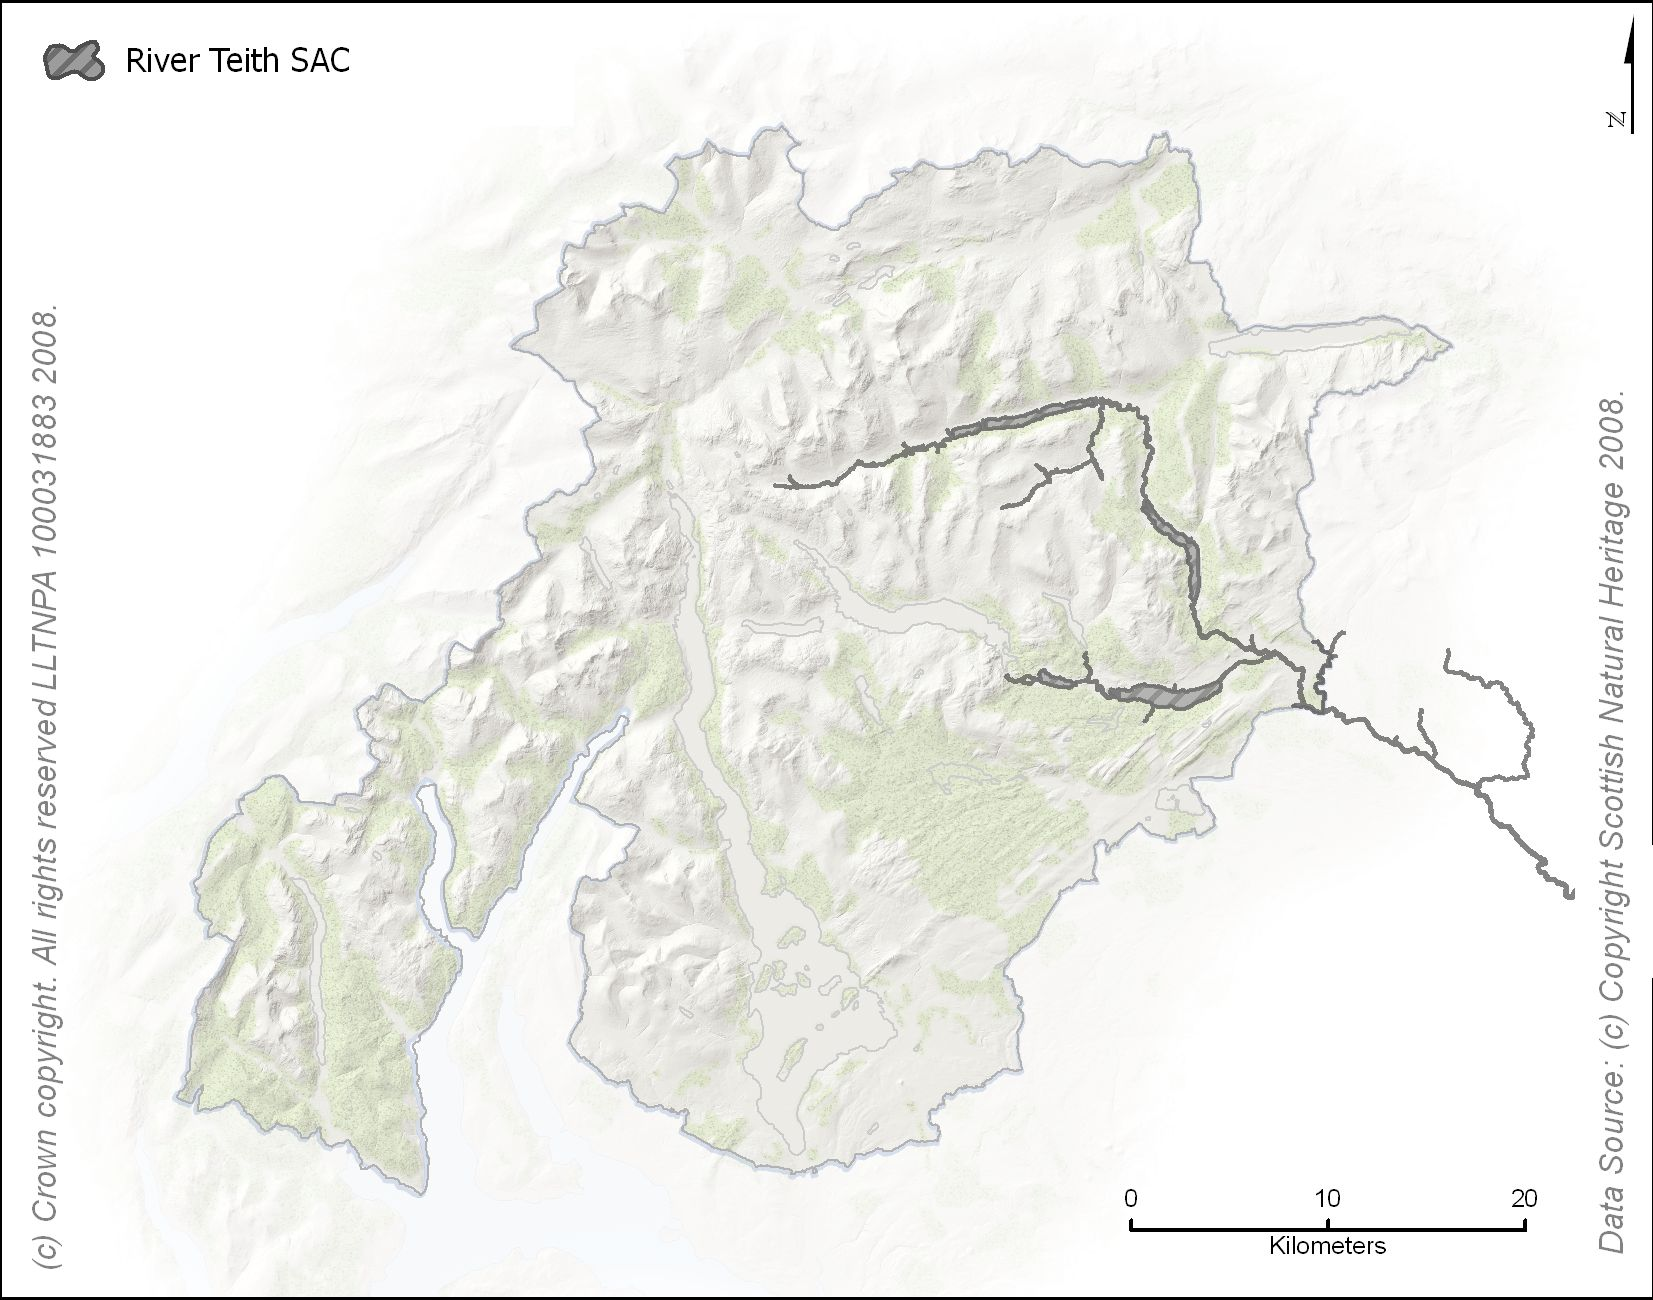 River Teith SAC
N
(c) Crown copyright. All rights reserved LLTNPA 100031883 2008.
Data Source: (c) Copyright Scottish Natural Heritage 2008.
0 10 20
Kilometers